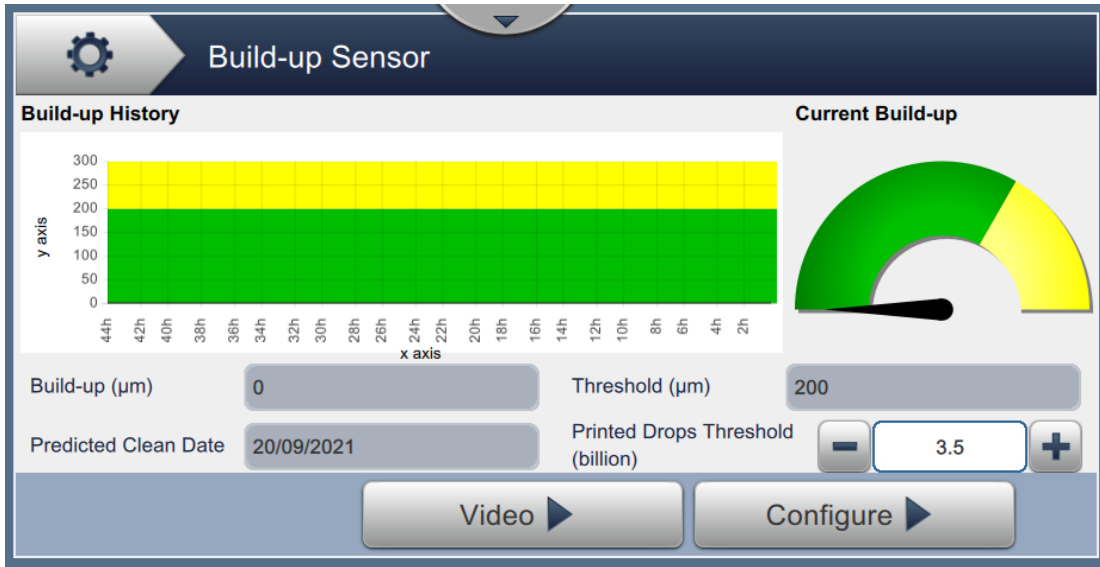 Build-up Sensor
Build-up History
Current Build-up
300
250
200
150
100
50
0
y axis
44h 42h 40h 38h 36h 34h 32h 30h 28h 26h 24h 22h 20h 18h 16h 14h 12h 10h 8h 6h 4h 2h
x axis
Build-up (μm) 0 Threshold (μm) 200
Predicted Clean Date 20/09/2021
Printed Drops Threshold
(billion)
3.5
Video
Configure